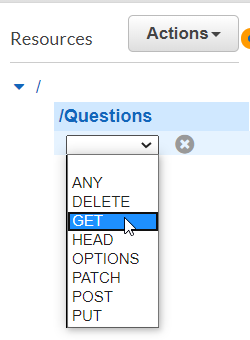 Resources
Actions
/
/Questions
ANY
DELETE
GET
HEAD
OPTIONS
PATCH
POST
PUT